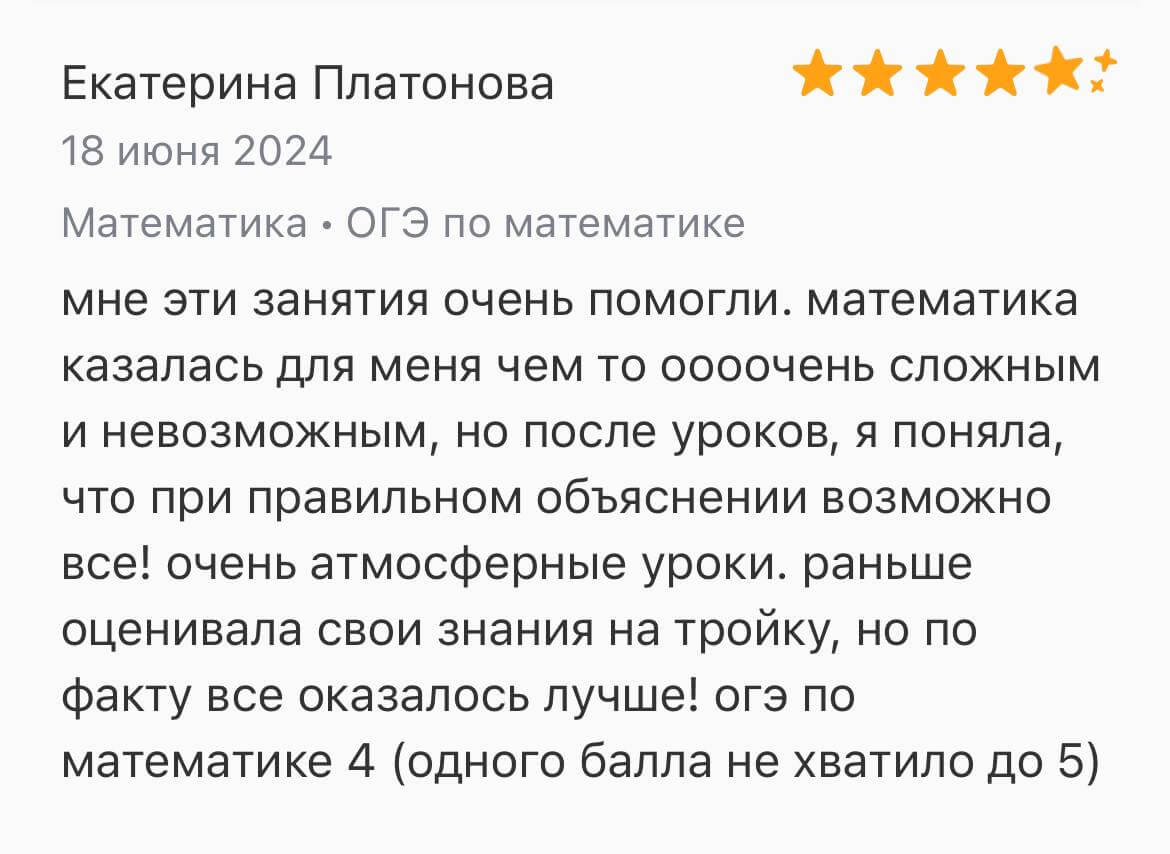 Екатерина Платонова
18 июня 2024
Математика • ОГЭ по математике
мне эти занятия очень помогли. математика
казалась для меня чем то оооочень сложным
и невозможным, но после уроков, я поняла,
что при правильном объяснении возможно
все! очень атмосферные уроки. раньше
оценивала свои знания на тройку, но по
факту все оказалось лучше! огэ по
математике 4 (одного балла не хватило до 5)